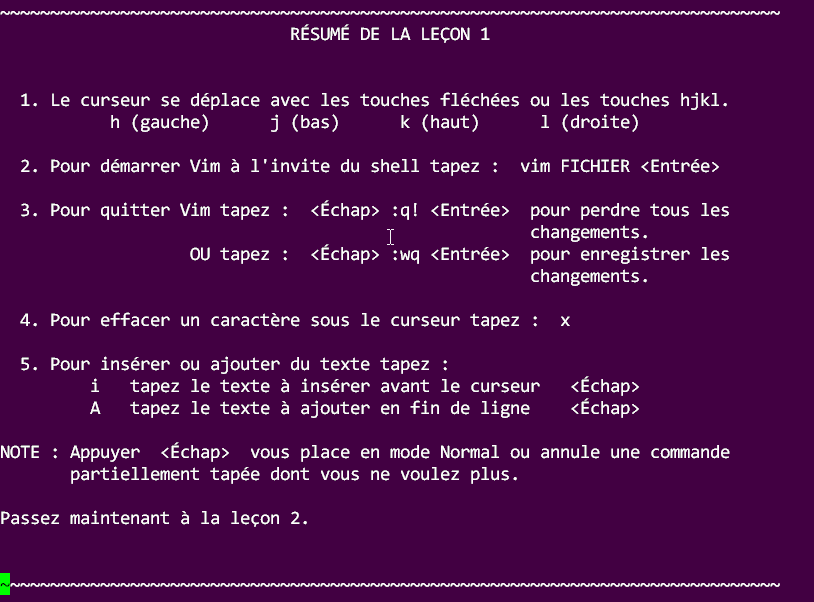 ~~~~~~~~~~~~~~~~~~~~~~~~~~~~~~~~~~~~~~~~~~~~~~~~~~~~~~~~~~~~~~~~~~~~~~~~~~~~~~
RÉSUMÉ DE LA LEÇON 1
1. Le curseur se déplace avec les touches fléchées ou les touches hjkl.
h (gauche) j (bas) k (haut) l (droite)
2. Pour démarrer Vim à l'invite du shell tapez : vim FICHIER <Entrée>
3. Pour quitter Vim tapez : <Échap> :q! <Entrée> pour perdre tous les
changements.
OU tapez : <Échap> :wq <Entrée> pour enregistrer les
changements.
4. Pour effacer un caractère sous le curseur tapez : x
5. Pour insérer ou ajouter du texte tapez :
i tapez le texte à insérer avant le curseur <Échap>
A tapez le texte à ajouter en fin de ligne <Échap>
NOTE : Appuyer <Échap> vous place en mode Normal ou annule une commande
partiellement tapée dont vous ne voulez plus.
Passez maintenant à la leçon 2.
~~~~~~~~~~~~~~~~~~~~~~~~~~~~~~~~~~~~~~~~~~~~~~~~~~~~~~~~~~~~~~~~~~~~~~~~~~~~~~